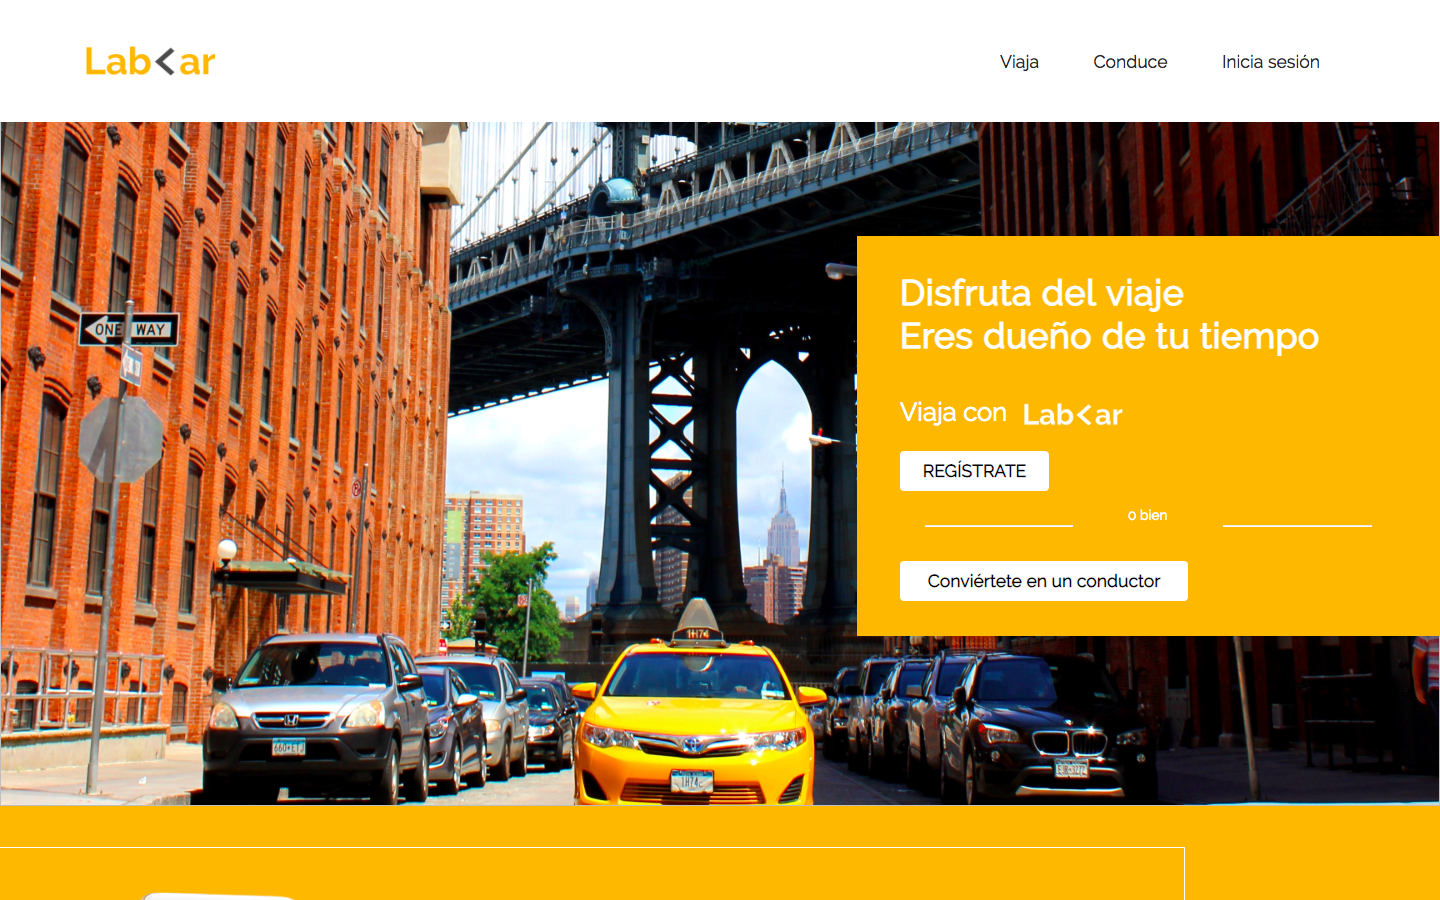 Lab<ar
Viaja
Conduce
Inicia sesión
ONE WAY
Disfruta del viaje
Eres dueño de tu tiempo
Viaja con Lab<ar
REGÍSTRATE
o bien
Conviértete en un conductor
1H74